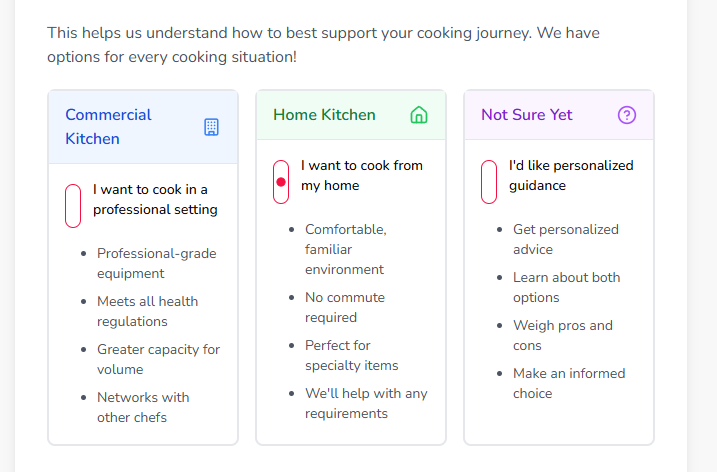 This helps us understand how to best support your cooking journey. We have
options for every cooking situation!
Commercial
Kitchen
I want to cook in a
professional setting
Professional-grade
equipment
Meets all health
regulations
Greater capacity for
volume
Networks with
other chefs
Home Kitchen
I want to cook from
my home
Comfortable,
familiar
environment
No commute
required
Perfect for
specialty items
We'll help with any
requirements
Not Sure Yet
I'd like personalized
guidance
Get personalized
advice
Learn about both
options
Weigh pros and
cons
Make an informed
choice